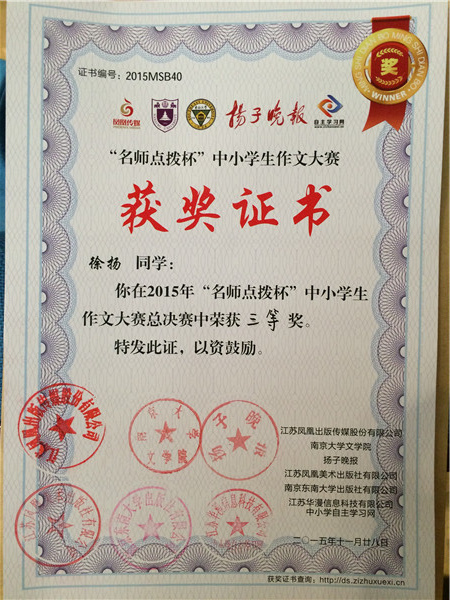 证书编号：2015MSB40
奖
WINNER
凤凰传媒
扬子晚报
自主学习网
“名师点拨杯”中小学生作文大赛
获奖证书
徐扬 同学：
你在2015年“名师点拨杯”中小学生
作文大赛总决赛中荣获 三等 奖。
特发此证，以资鼓励。
江苏凤凰出版传媒股份有限公司
南京大学文学院
扬子晚报
江苏凤凰美术出版社有限公司
南京东南大学出版社有限公司
江苏华漫信息科技有限公司
中小学自主学习网
二〇一五年十一月廿八日
获奖证书查询：http://ds.zizhuxuexi.cn